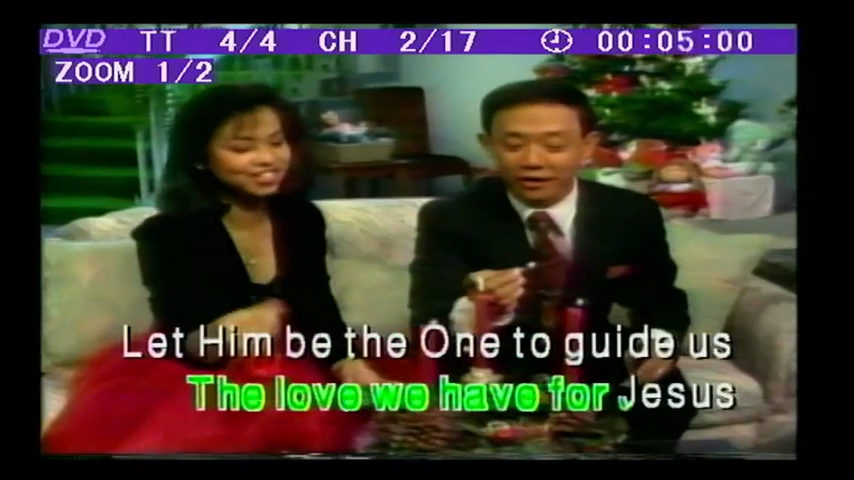 DVD TT 4/4 CH 2/17 00:05:00
ZOOM 1/2
Let Him be the One to guide us
The love we have for Jesus